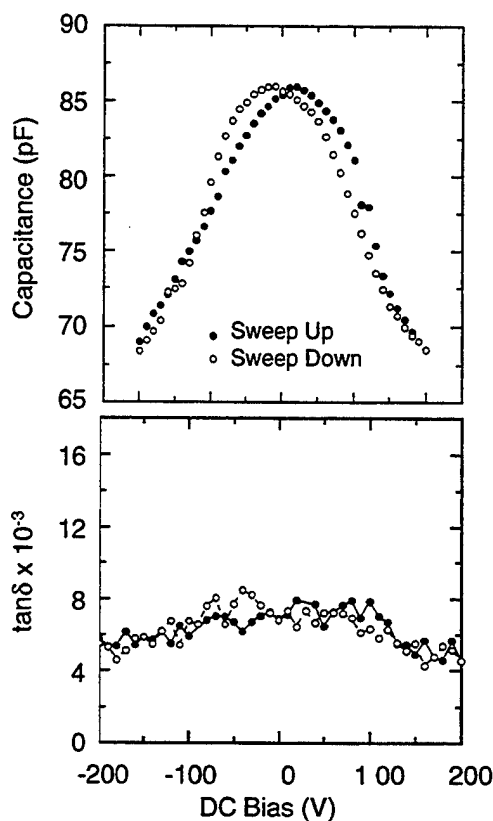 90
85
80
75
70
65
Capacitance (pF)
● Sweep Up
○ Sweep Down
16
12
8
4
0
tanδ x 10⁻³
-200 -100 0 1 00 200
DC Bias (V)